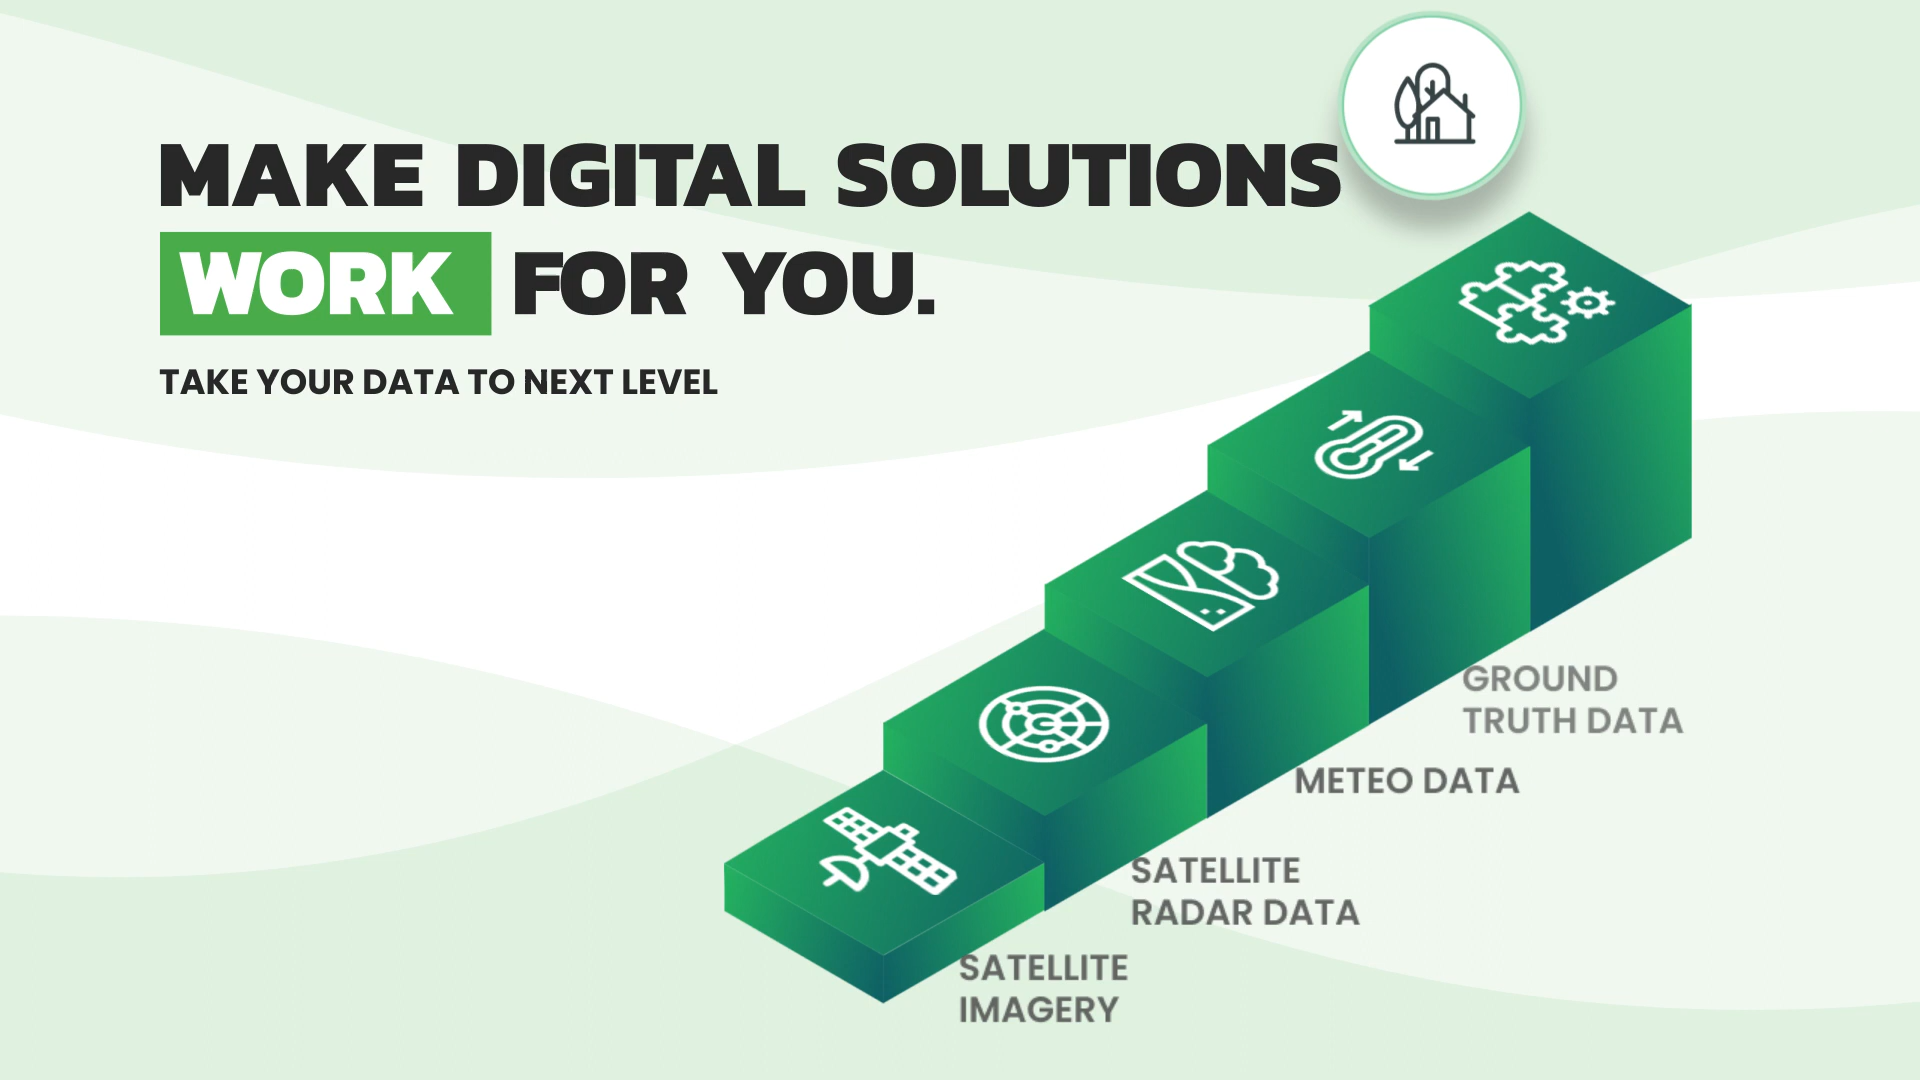 MAKE DIGITAL SOLUTIONS
WORK FOR YOU.
TAKE YOUR DATA TO NEXT LEVEL
GROUND
TRUTH DATA
METEO DATA
SATELLITE
RADAR DATA
SATELLITE
IMAGERY